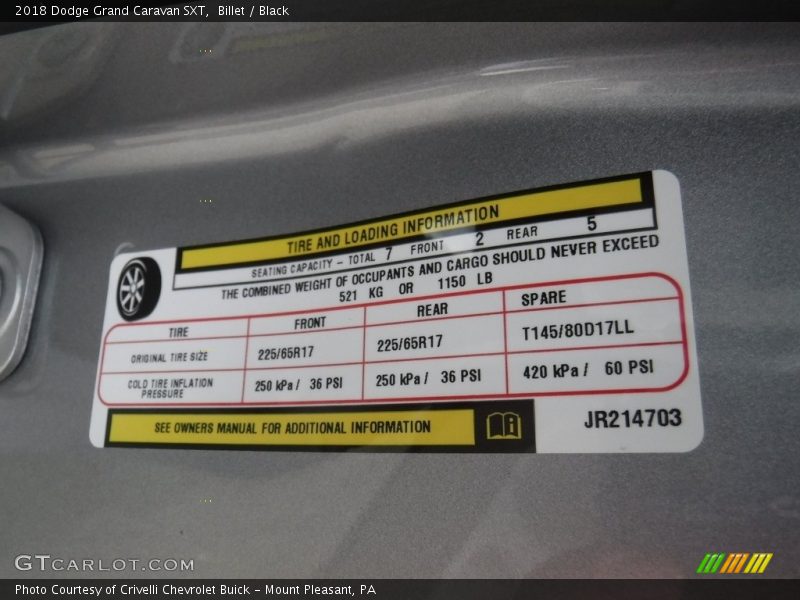 2018 Dodge Grand Caravan SXT, Billet / Black
TIRE AND LOADING INFORMATION
SEATING CAPACITY - TOTAL 7 FRONT 2 REAR 5
THE COMBINED WEIGHT OF OCCUPANTS AND CARGO SHOULD NEVER EXCEED
521 KG OR 1150 LB
TIRE FRONT REAR SPARE
ORIGINAL TIRE SIZE 225/65R17 225/65R17 T145/80D17LL
COLD TIRE INFLATION PRESSURE 250 kPa / 36 PSI 250 kPa / 36 PSI 420 kPa / 60 PSI
SEE OWNERS MANUAL FOR ADDITIONAL INFORMATION
JR214703
GTCARLOT.COM
Photo Courtesy of Crivelli Chevrolet Buick - Mount Pleasant, PA